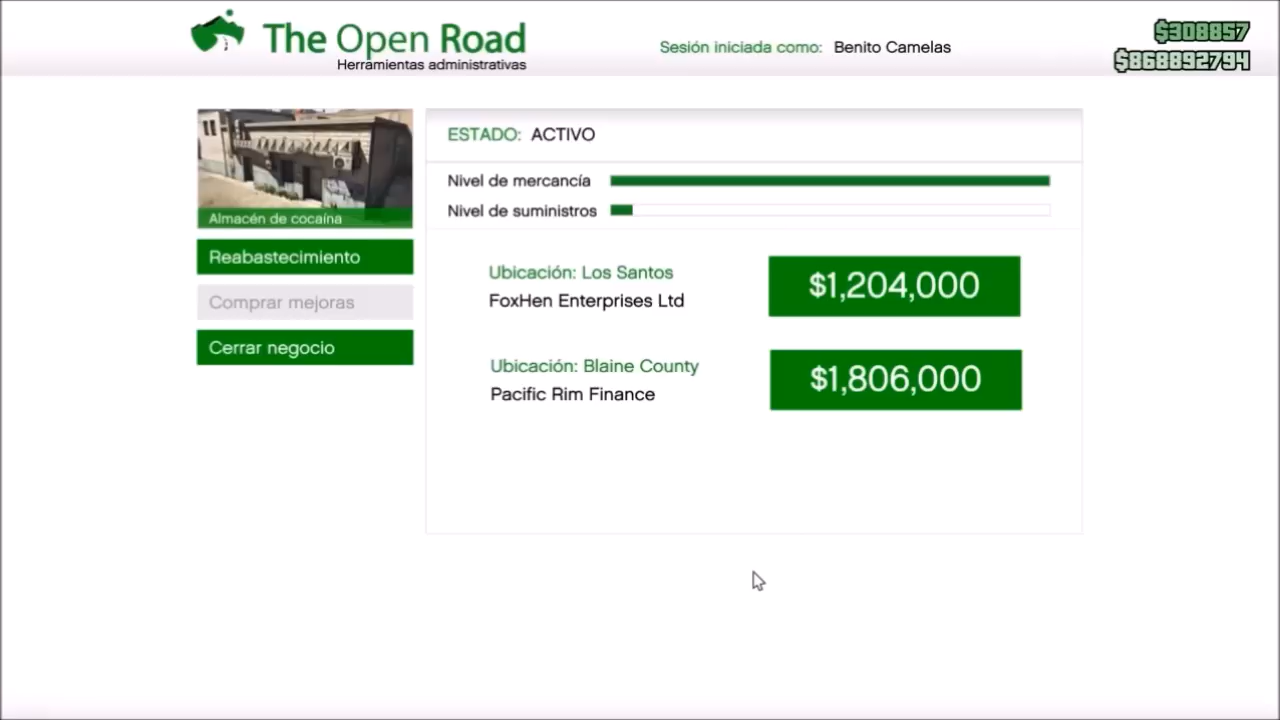 The Open Road
Herramientas administrativas
Sesión iniciada como: Benito Camelas
$308857
$868892794
Almacén de cocaína
Reabastecimiento
Comprar mejoras
Cerrar negocio
ESTADO: ACTIVO
Nivel de mercancía
Nivel de suministros
Ubicación: Los Santos
FoxHen Enterprises Ltd
$1,204,000
Ubicación: Blaine County
Pacific Rim Finance
$1,806,000